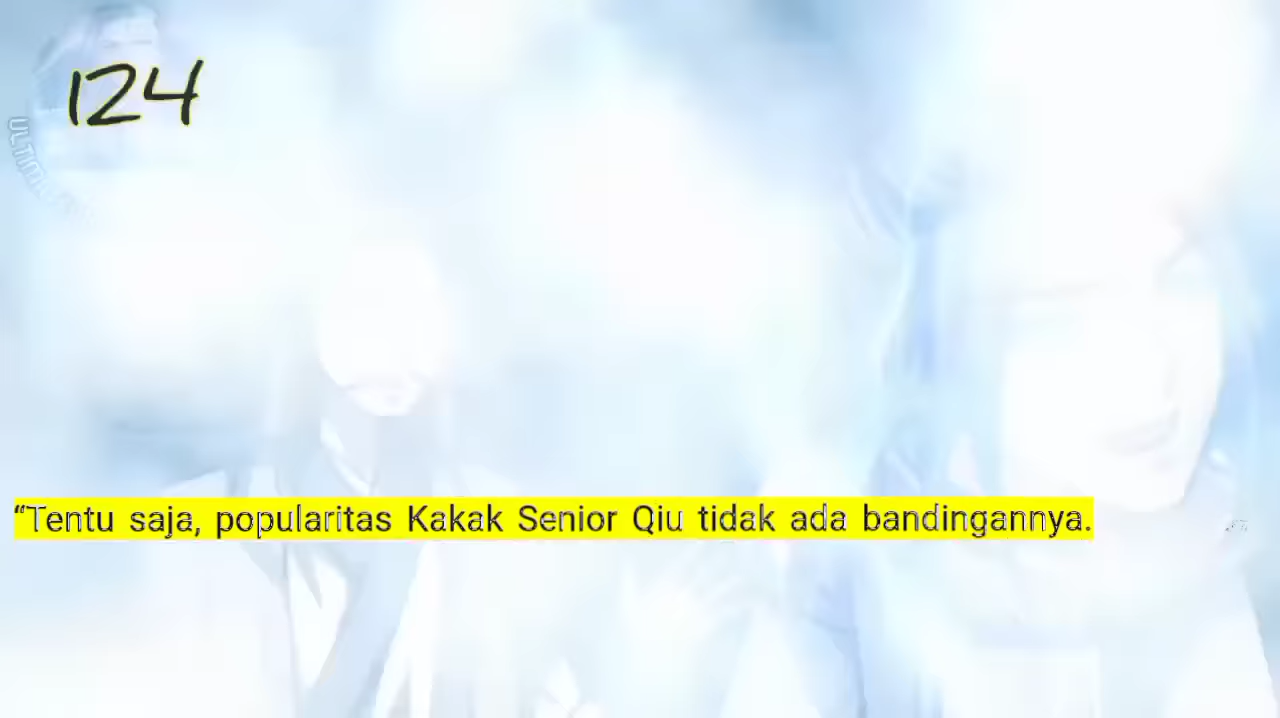 124
“Tentu saja, popularitas Kakak Senior Qiu tidak ada bandingannya.